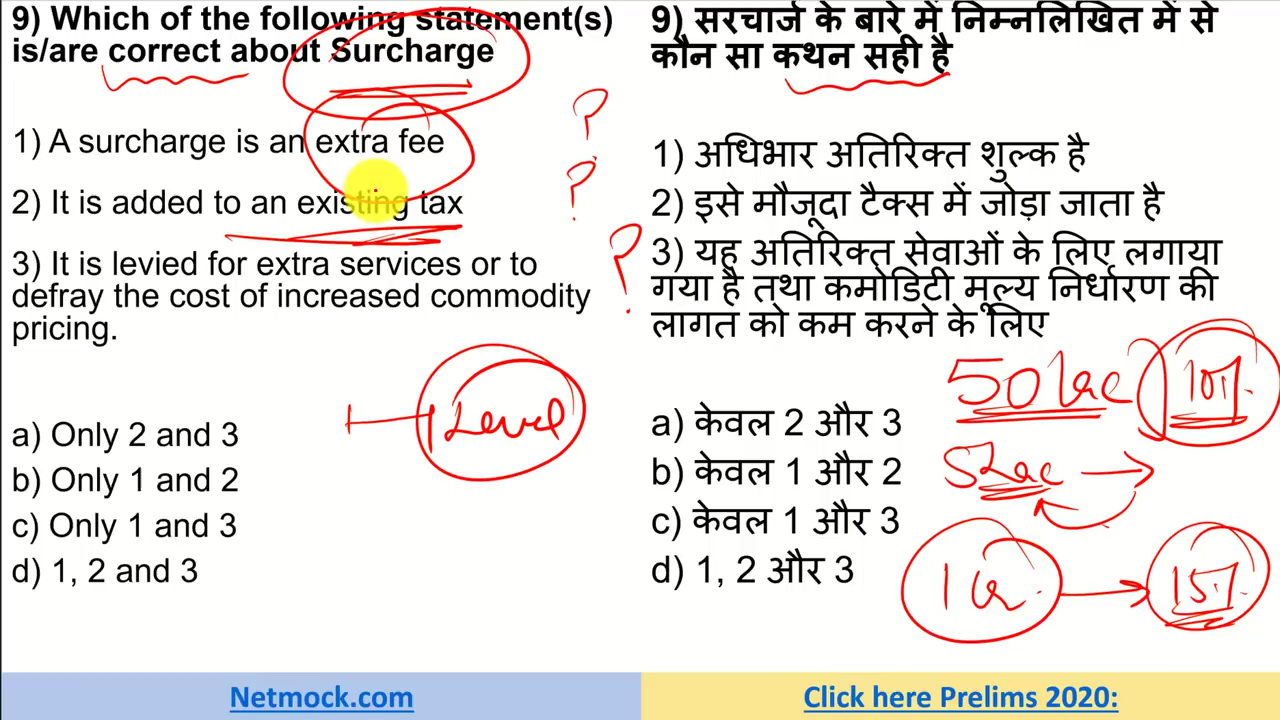 9) Which of the following statement(s)
is/are correct about Surcharge
1) A surcharge is an extra fee
2) It is added to an existing tax
3) It is levied for extra services or to
defray the cost of increased commodity
pricing.
a) Only 2 and 3
b) Only 1 and 2
c) Only 1 and 3
d) 1, 2 and 3
?
?
?
Level
9) सरचार्ज के बारे में निम्नलिखित में से
कौन सा कथन सही है
1) अधिभार अतिरिक्त शुल्क है
2) इसे मौजूदा टैक्स में जोड़ा जाता है
3) यह अतिरिक्त सेवाओं के लिए लगाया
गया है तथा कमोडिटी मूल्य निर्धारण की
लागत को कम करने के लिए
a) केवल 2 और 3
b) केवल 1 और 2
c) केवल 1 और 3
d) 1, 2 और 3
50 lac 10%
1 cr. 15%
Netmock.com
Click here Prelims 2020: